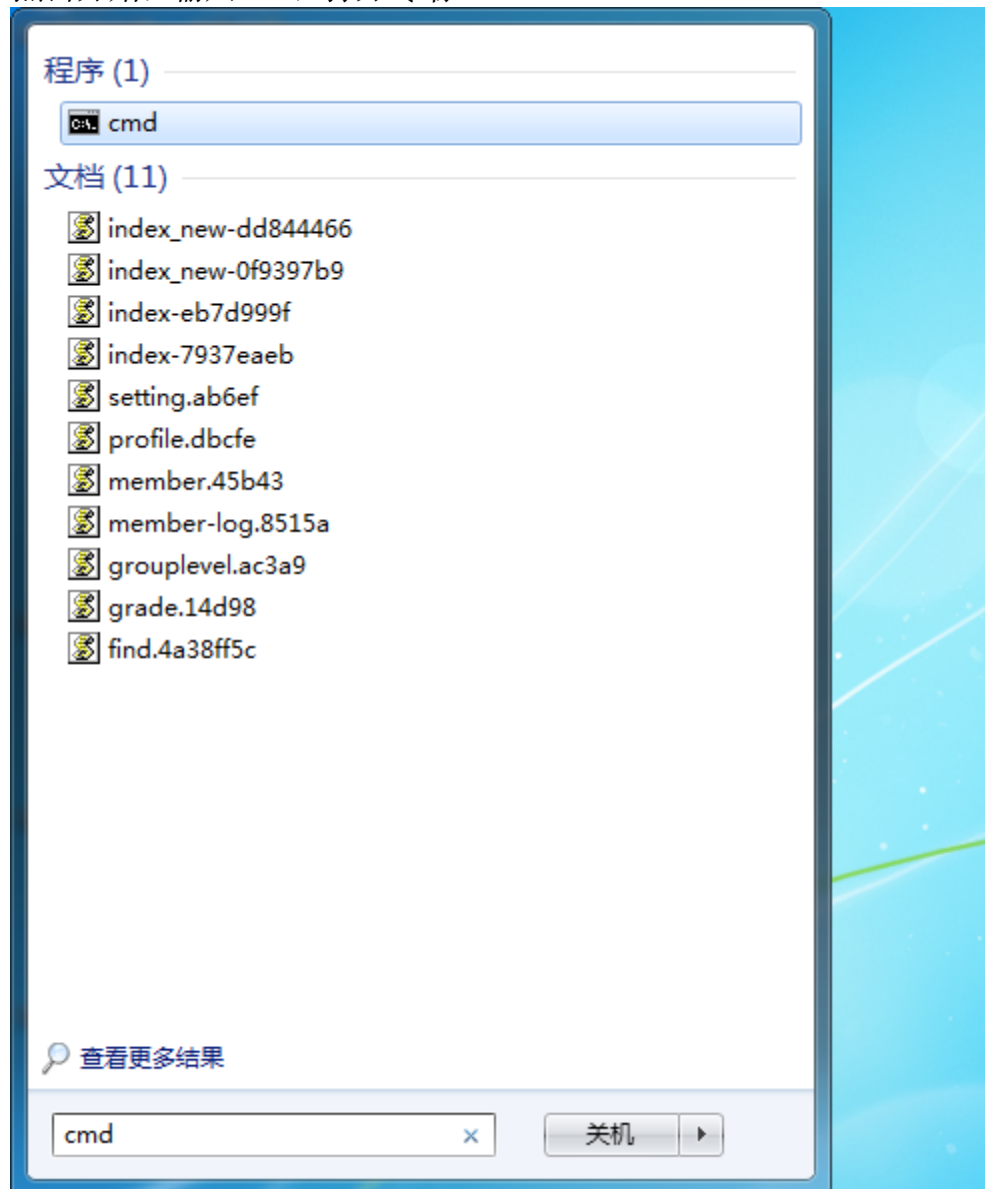 程序 (1)
cmd
文档 (11)
index_new-dd844466
index_new-0f9397b9
index-eb7d999f
index-7937eaeb
setting.ab6ef
profile.dbcfe
member.45b43
member-log.8515a
grouplevel.ac3a9
grade.14d98
find.4a38ff5c
查看更多结果
cmd
关机